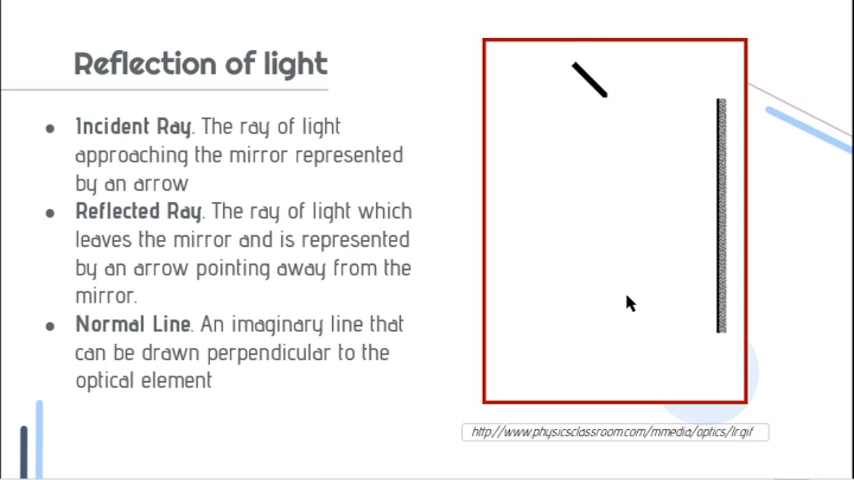 Reflection of light
● Incident Ray. The ray of light
approaching the mirror represented
by an arrow
● Reflected Ray. The ray of light which
leaves the mirror and is represented
by an arrow pointing away from the
mirror.
● Normal Line. An imaginary line that
can be drawn perpendicular to the
optical element
http://www.physicsclassroom.com/mmedia/optics/lr.gif